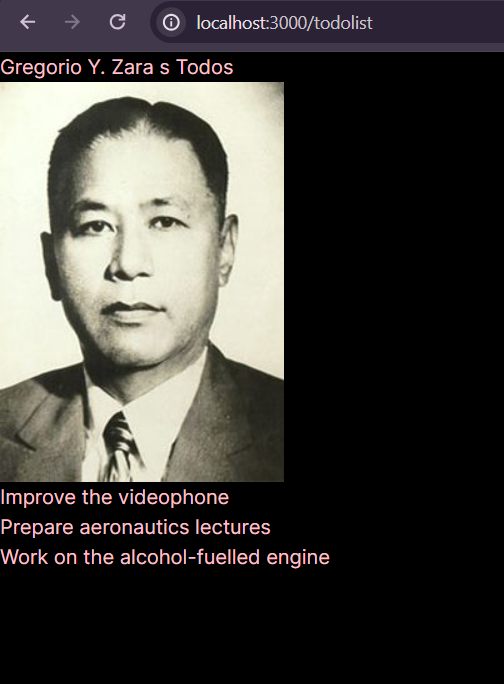 localhost:3000/todolist
Gregorio Y. Zara s Todos
Improve the videophone
Prepare aeronautics lectures
Work on the alcohol-fuelled engine